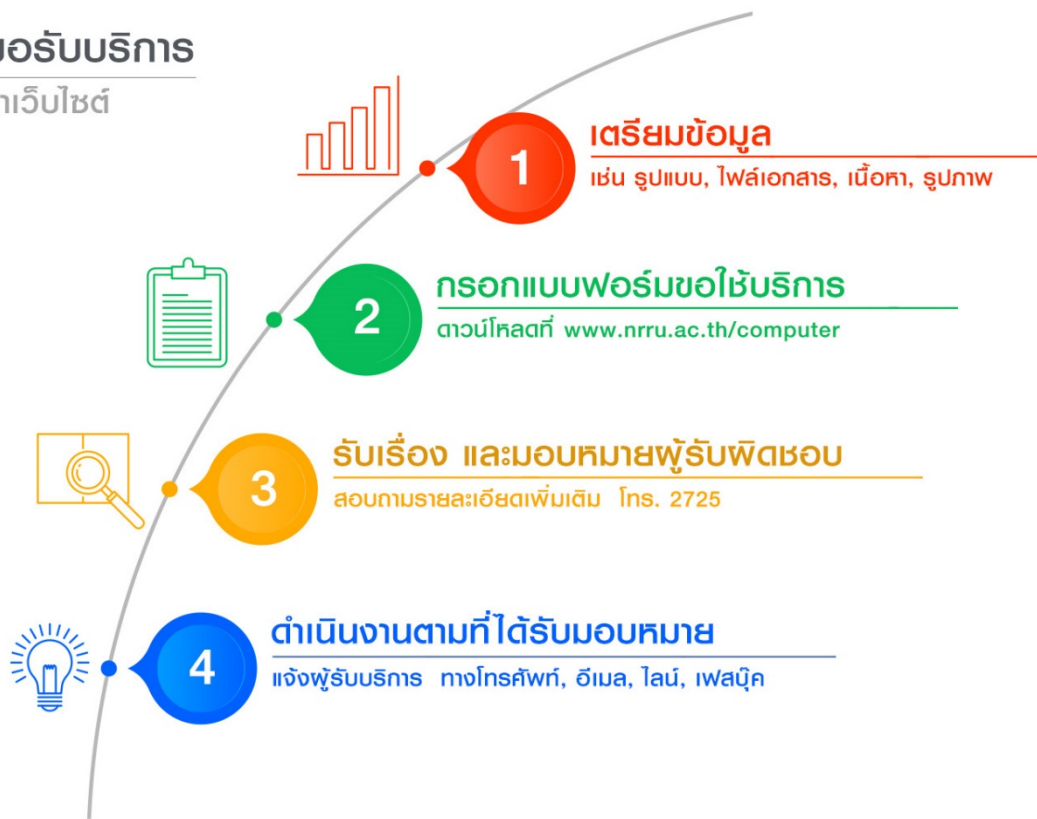 อรับบริการ
เว็บไซต์
1
เตรียมข้อมูล
เช่น รูปแบบ, ไฟล์เอกสาร, เนื้อหา, รูปภาพ
2
กรอกแบบฟอร์มขอใช้บริการ
ดาวน์โหลดที่ www.nrru.ac.th/computer
3
รับเรื่อง และมอบหมายผู้รับผิดชอบ
สอบถามรายละเอียดเพิ่มเติม โทร. 2725
4
ดำเนินงานตามที่ได้รับมอบหมาย
แจ้งผู้รับบริการ ทางโทรศัพท์, อีเมล, ไลน์, เฟสบุ๊ค